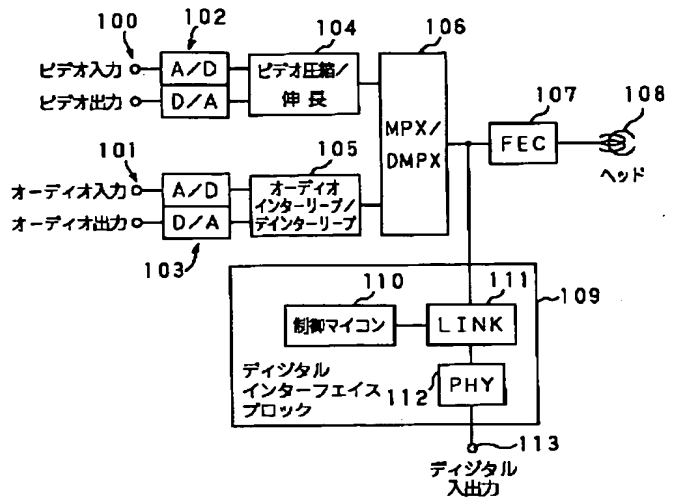 100
102
104
106
ビデオ入力
A/D
ビデオ圧縮/
伸長
ビデオ出力
D/A
MPX/
DMPX
107
FEC
108
ヘッド
101
105
オーディオ入力
A/D
オーディオ
インターリーブ/
デインターリーブ
オーディオ出力
D/A
103
110
111
109
制御マイコン
LINK
ディジタル
インターフェイス
ブロック
112
PHY
113
ディジタル
入出力